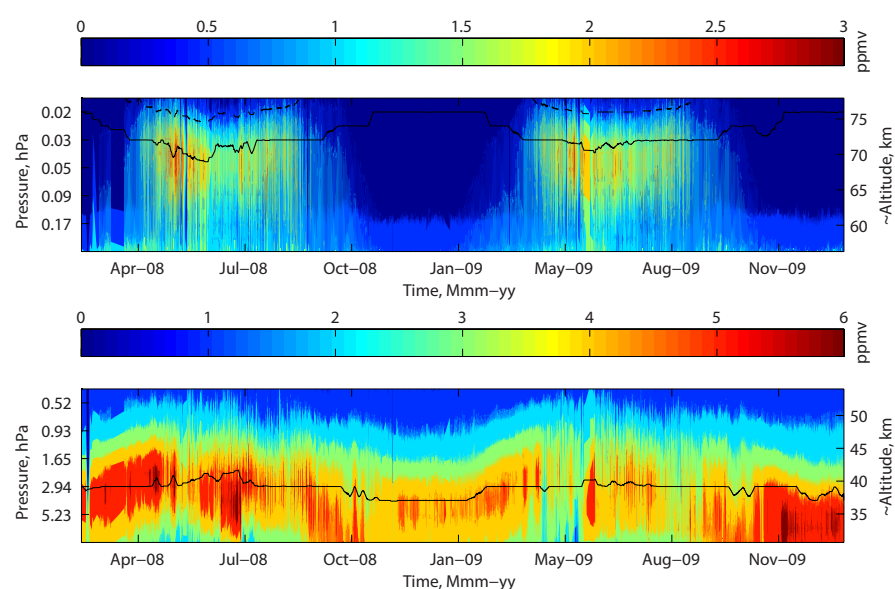 0 0.5 1 1.5 2 2.5 3
ppmv
0.02
0.03
0.05
0.09
0.17
Pressure, hPa
75
70
65
60
~Altitude, km
Apr−08 Jul−08 Oct−08 Jan−09 May−09 Aug−09 Nov−09
Time, Mmm−yy
0 1 2 3 4 5 6
ppmv
0.52
0.93
1.65
2.94
5.23
Pressure, hPa
50
45
40
35
~Altitude, km
Apr−08 Jul−08 Oct−08 Jan−09 May−09 Aug−09 Nov−09
Time, Mmm−yy